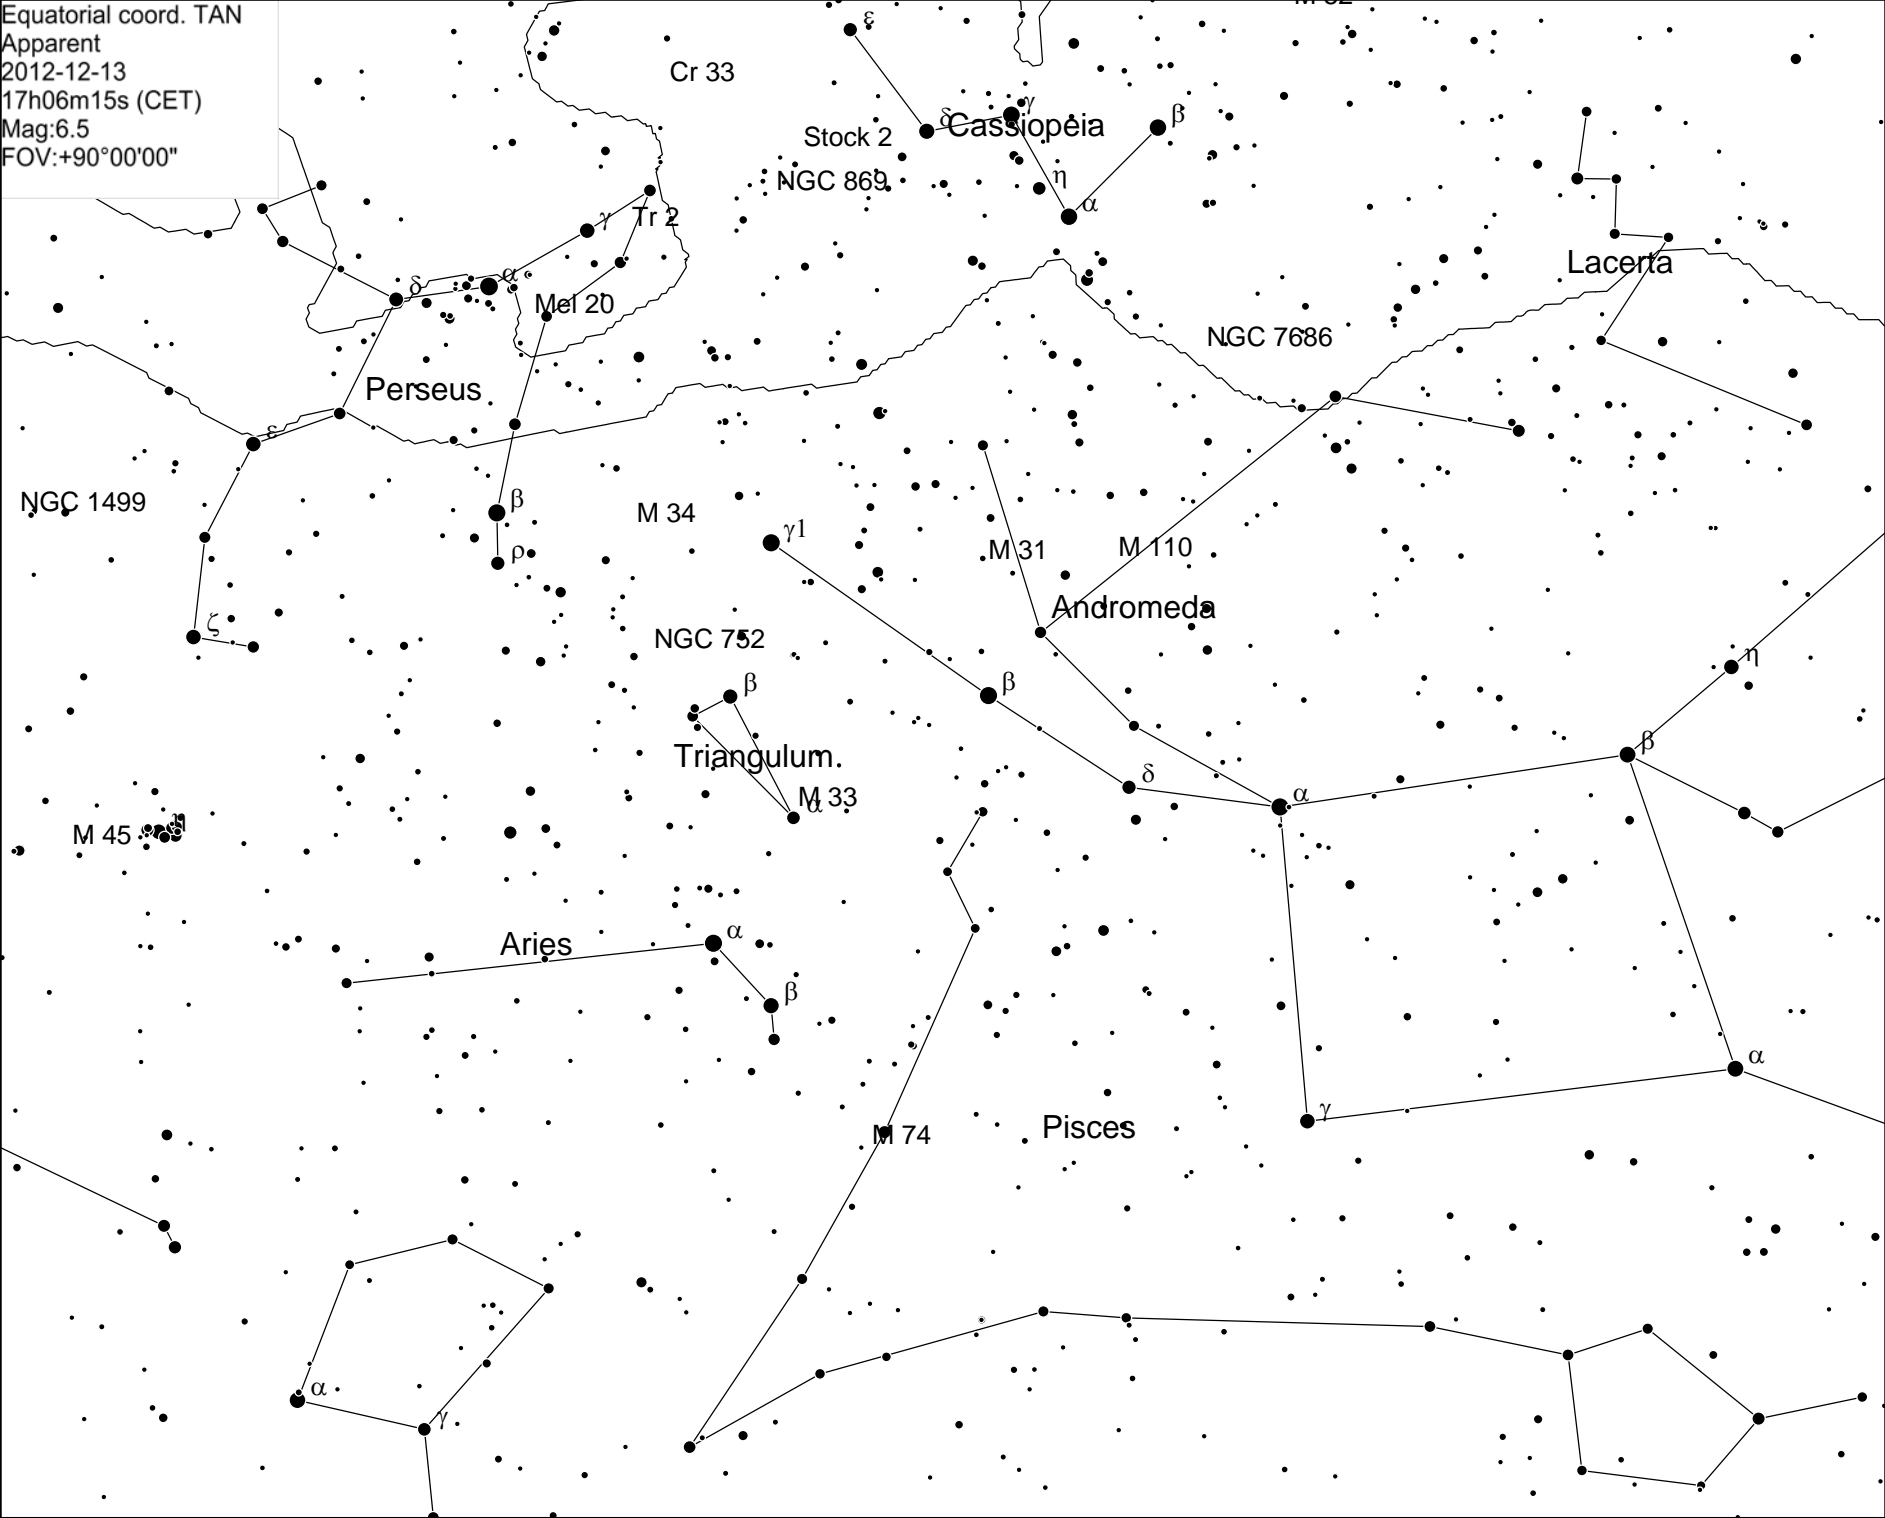 Equatorial coord. TAN
Apparent
2012-12-13
17h06m15s (CET)
Mag:6.5
FOV:+90°00'00"
ε
Cr 33
γ
δ
Cassiopeia
β
Stock 2
NGC 869
η
α
γ
Tr 2
Lacerta
δ
α
Mel 20
NGC 7686
Perseus
ε
NGC 1499
β
M 34
γ1
ρ
M 31
M 110
Andromeda
ζ
NGC 752
η
β
β
β
Triangulum
δ
M 33
α
α
η
M 45
α
Aries
β
α
γ
Pisces
M 74
α
γ